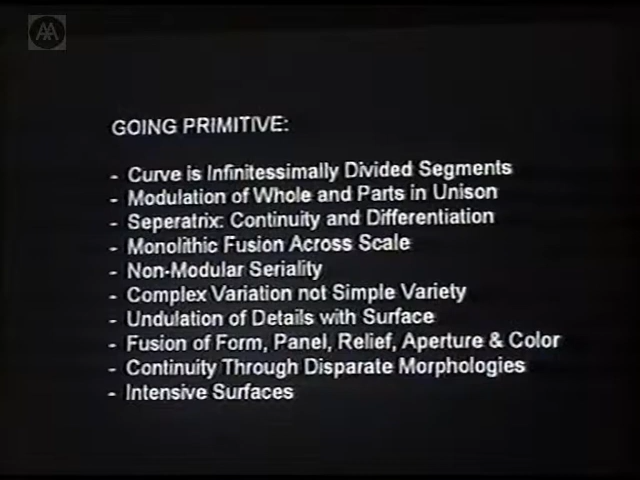 AA
GOING PRIMITIVE:
- Curve is Infinitessimally Divided Segments
- Modulation of Whole and Parts in Unison
- Seperatrix: Continuity and Differentiation
- Monolithic Fusion Across Scale
- Non-Modular Seriality
- Complex Variation not Simple Variety
- Undulation of Details with Surface
- Fusion of Form, Panel, Relief, Aperture & Color
- Continuity Through Disparate Morphologies
- Intensive Surfaces